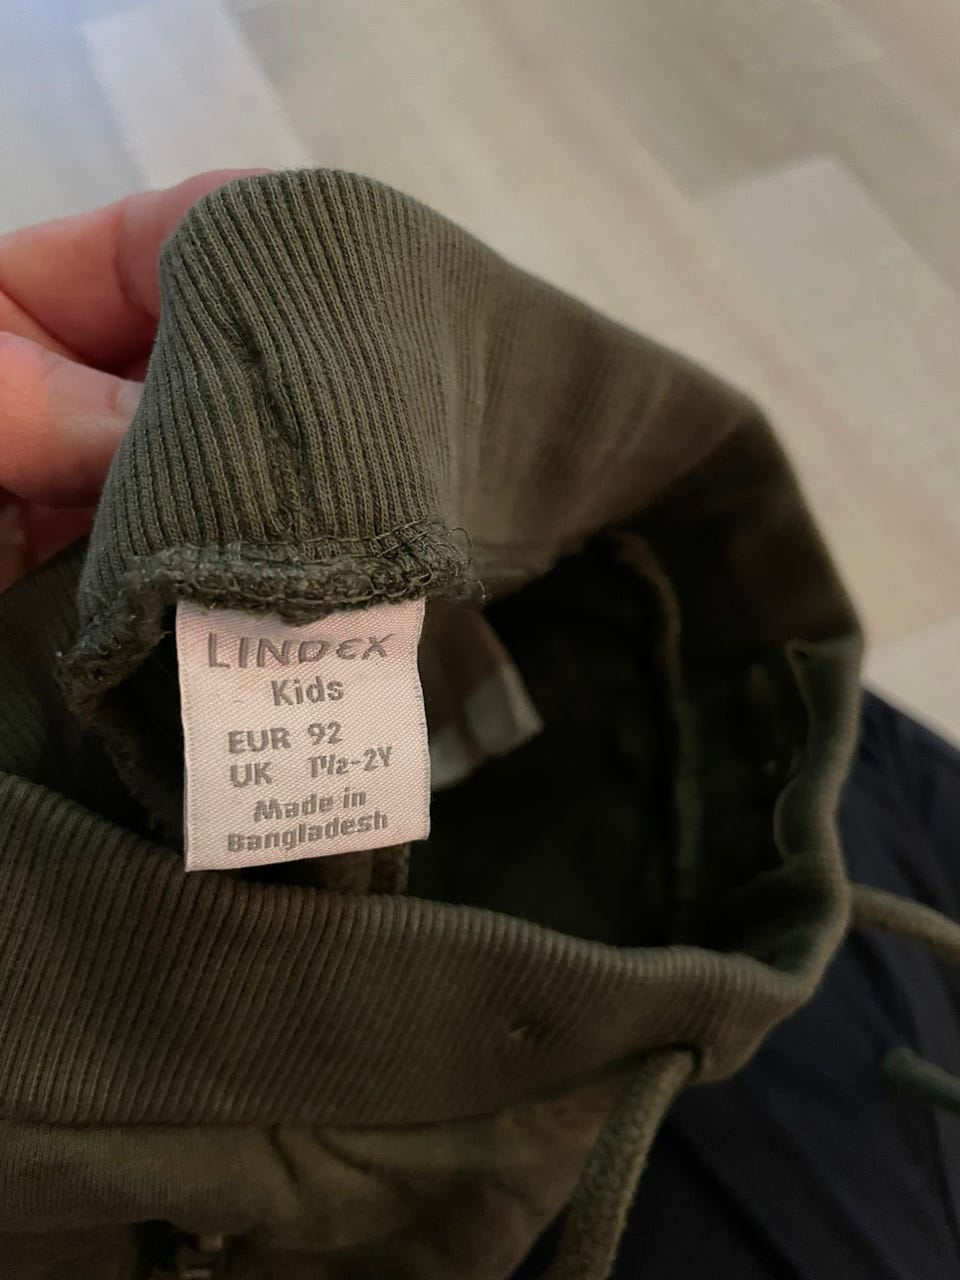 LINDEX
Kids
EUR 92
UK 1½-2Y
Made in
Bangladesh